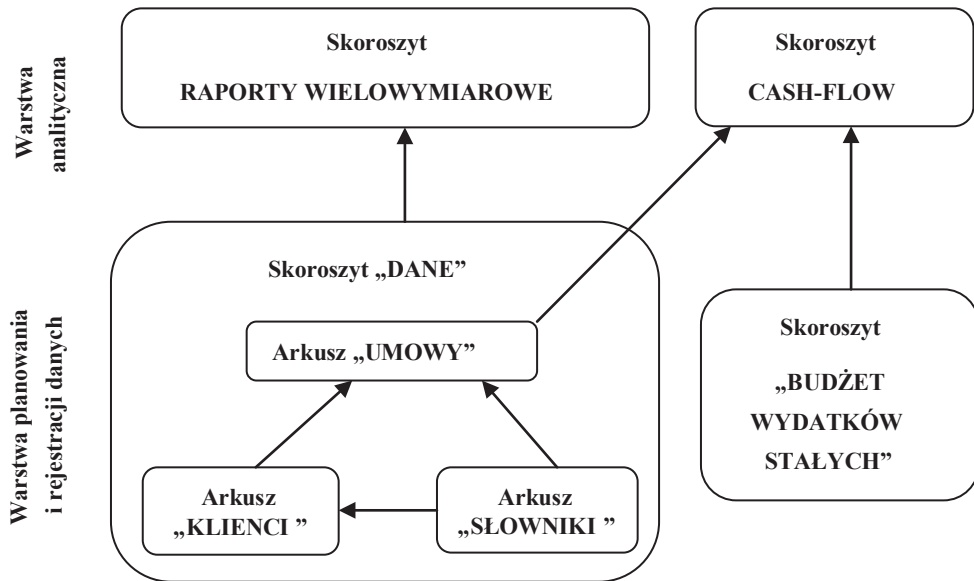 Warstwa
analityczna
Skoroszyt
RAPORTY WIELOWYMIAROWE
Skoroszyt
CASH-FLOW
Warstwa planowania
i rejestracji danych
Skoroszyt „DANE”
Arkusz „UMOWY”
Arkusz
„KLIENCI ”
Arkusz
„SŁOWNIKI ”
Skoroszyt
„BUDŻET
WYDATKÓW
STAŁYCH”